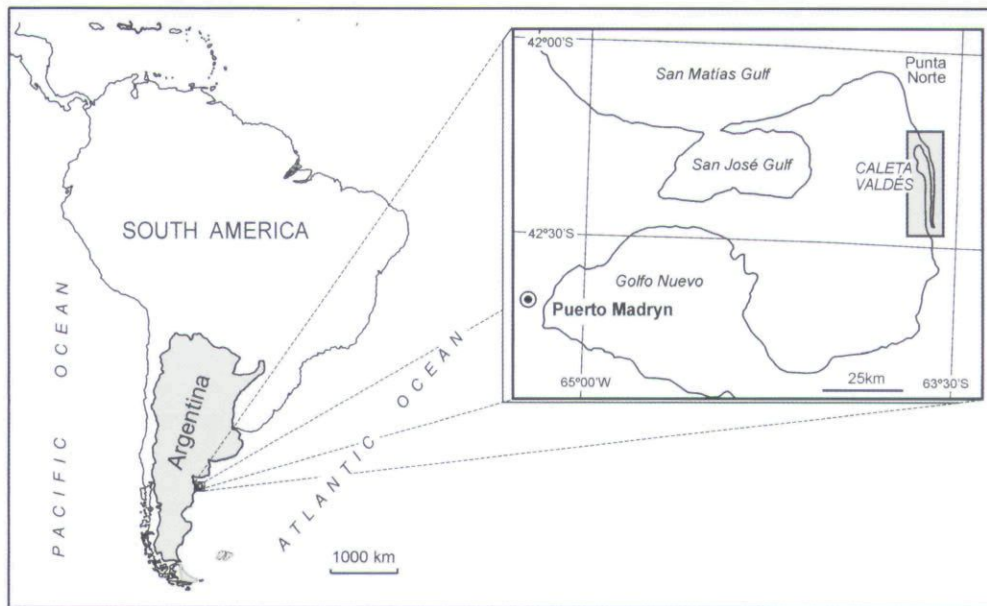 SOUTH AMERICA
PACIFIC OCEAN
Argentina
ATLANTIC OCEAN
1000 km
42°00'S
San Matías Gulf
Punta
Norte
San José Gulf
CALETA
VALDÉS
42°30'S
Golfo Nuevo
Puerto Madryn
25km
65°00'W
63°30'S